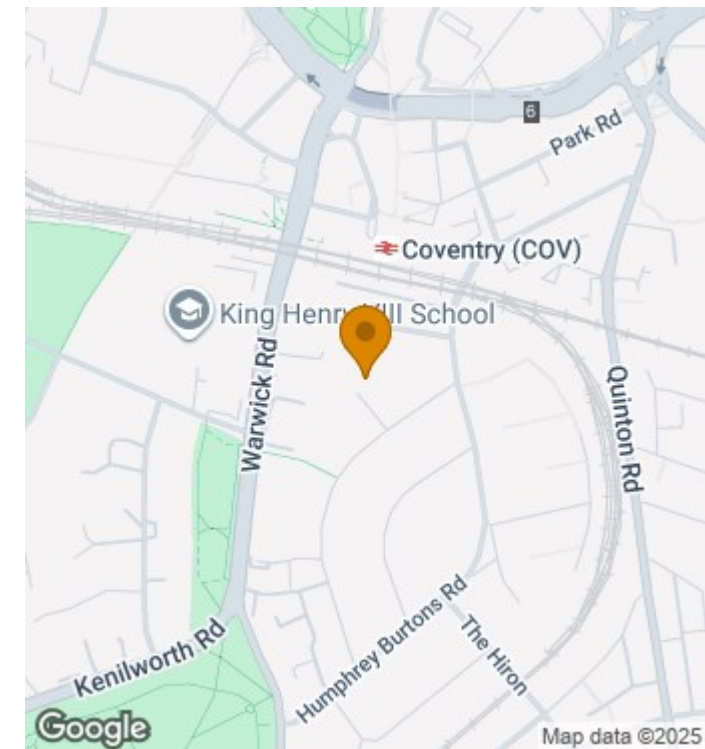 6
Park Rd
Coventry (COV)
King Henry VIII School
Warwick Rd
Quinton Rd
Humphrey Burtons Rd
The Hiron
Kenilworth Rd
Google
Map data ©2025